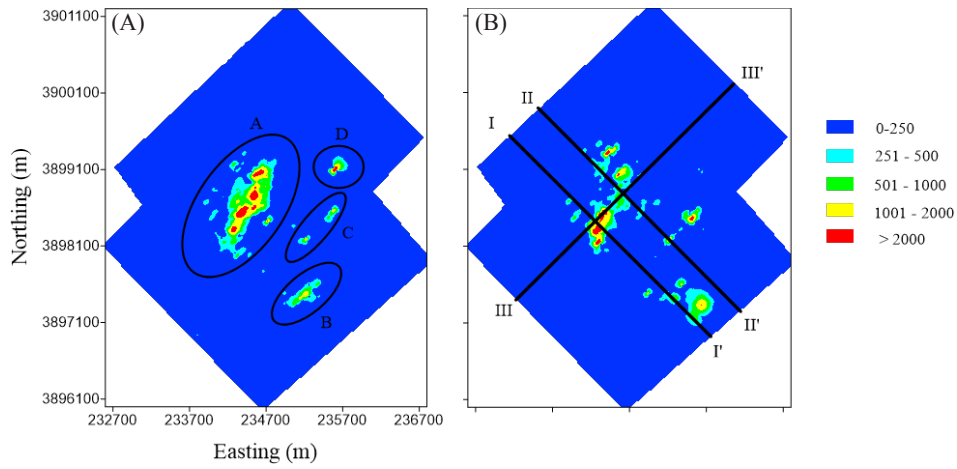 (A)
(B)
3901100
3900100
3899100
3898100
3897100
3896100
Northing (m)
232700
233700
234700
235700
236700
Easting (m)
A
D
C
B
I
II
III'
III
II'
I'
0-250
251 - 500
501 - 1000
1001 - 2000
> 2000